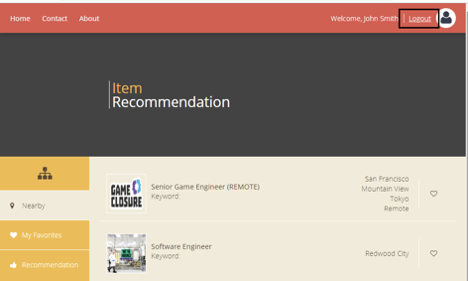 Home Contact About
Welcome, John Smith | Logout
Item
Recommendation
Nearby
My Favorites
Recommendation
GAME
CLOSURE
Senior Game Engineer (REMOTE)
Keyword:
San Francisco
Mountain View
Tokyo
Remote
Software Engineer
Keyword:
Redwood City